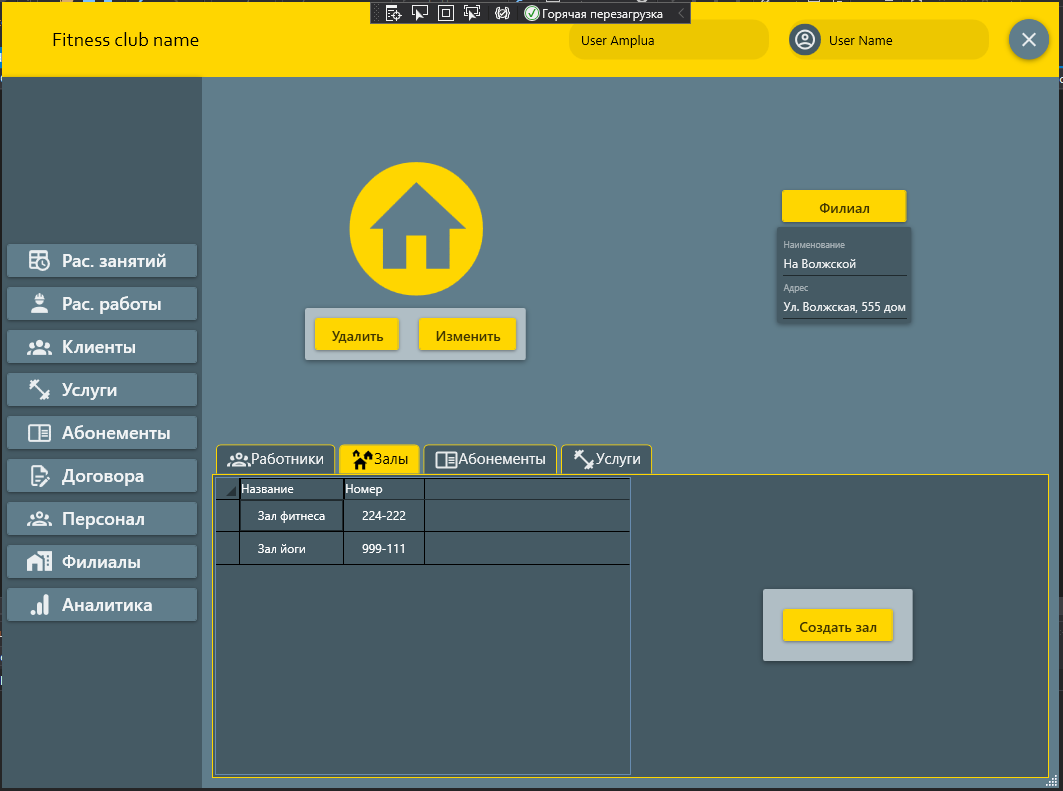 Горячая перезагрузка
Fitness club name
User Amplua
User Name
Филиал
Наименование
На Волжской
Адрес
Ул. Волжская, 555 дом
Удалить
Изменить
Рас. занятий
Рас. работы
Клиенты
Услуги
Абонементы
Договора
Персонал
Филиалы
Аналитика
Работники
Залы
Абонементы
Услуги
Название Номер
Зал фитнеса 224-222
Зал йоги 999-111
Создать зал